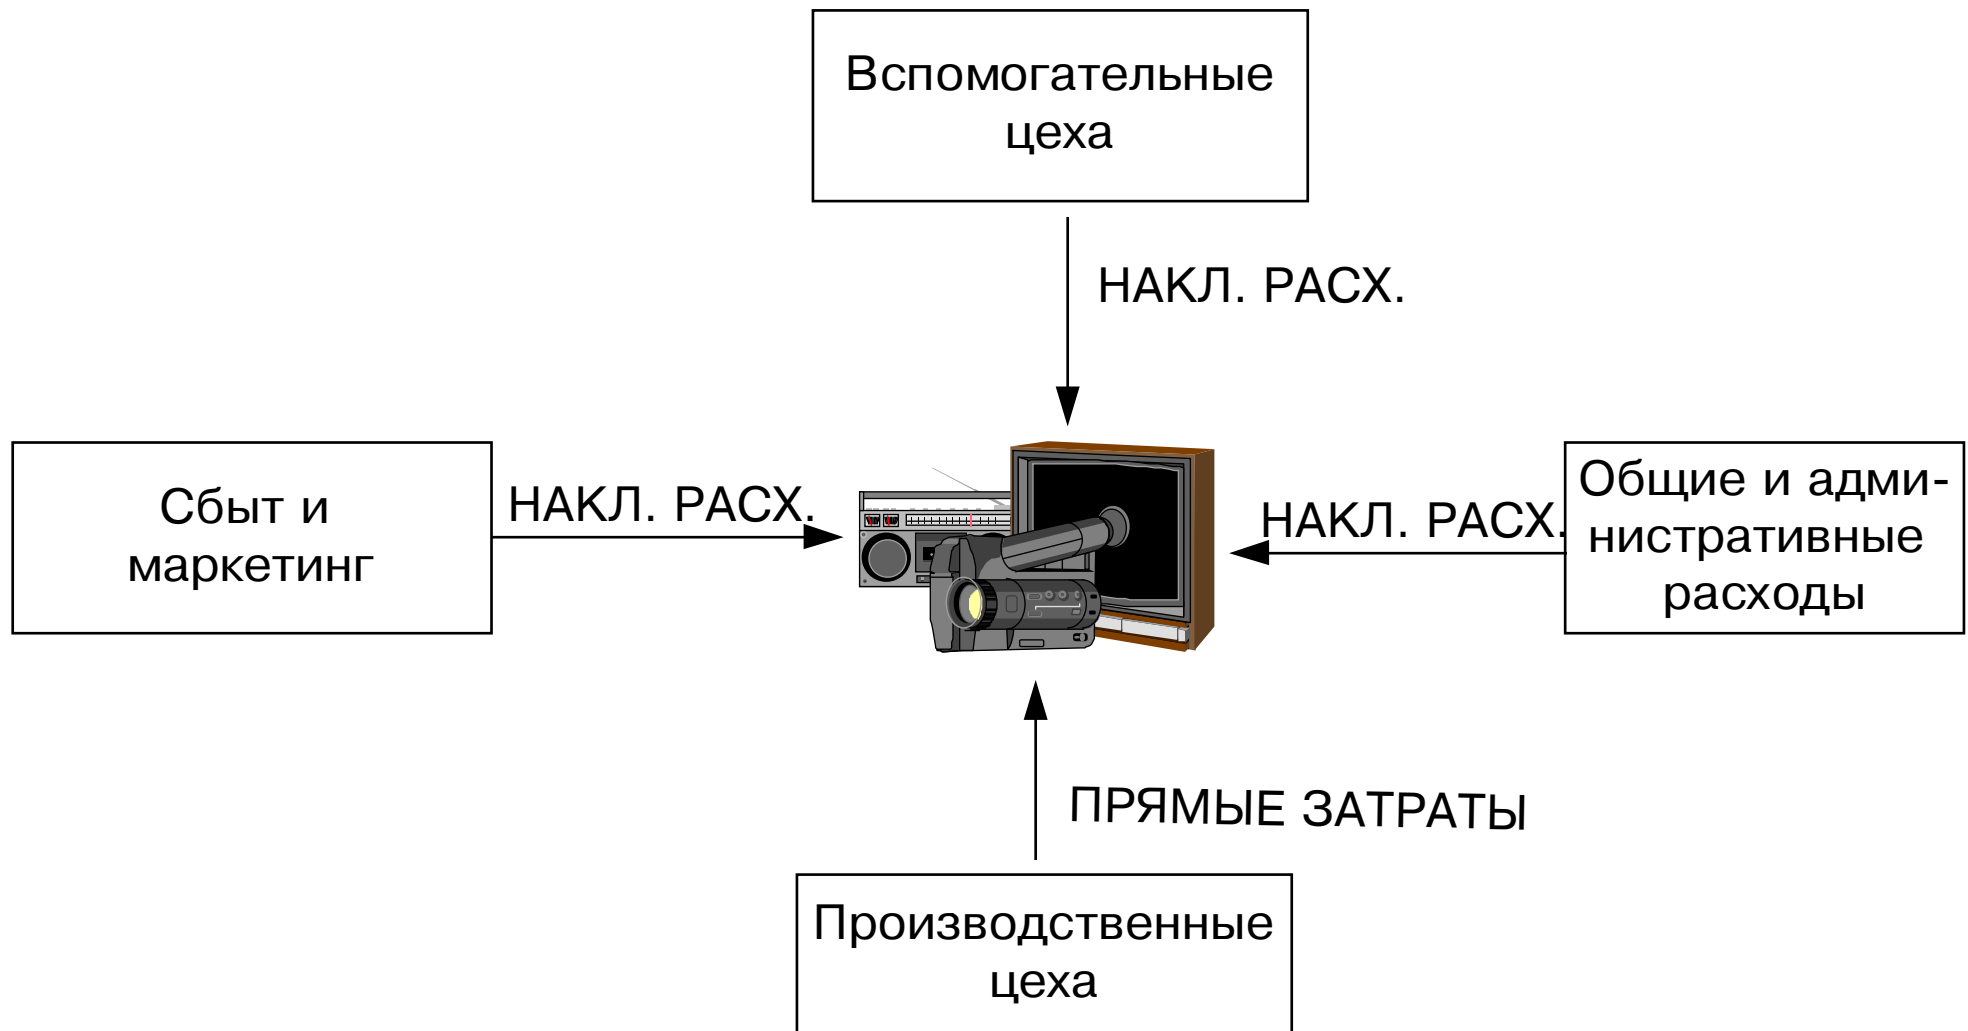 Вспомогательные
цеха
НАКЛ. РАСХ.
Сбыт и
маркетинг
НАКЛ. РАСХ.
НАКЛ. РАСХ.
Общие и адми-
нистративные
расходы
ПРЯМЫЕ ЗАТРАТЫ
Производственные
цеха